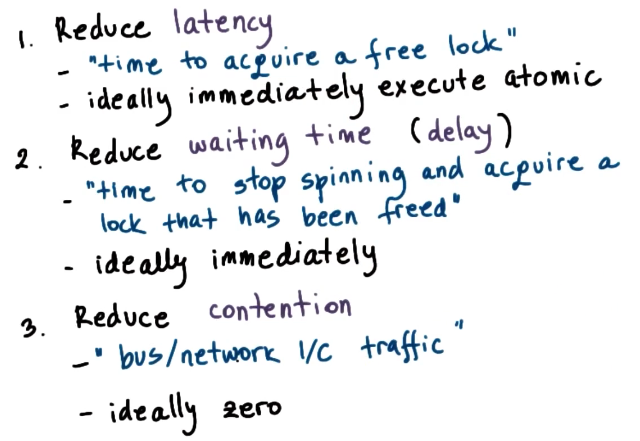 1. Reduce latency
- "time to acquire a free lock"
- ideally immediately execute atomic
2. Reduce waiting time (delay)
- "time to stop spinning and acquire a
lock that has been freed"
- ideally immediately
3. Reduce contention
- "bus/network I/C traffic"
- ideally zero